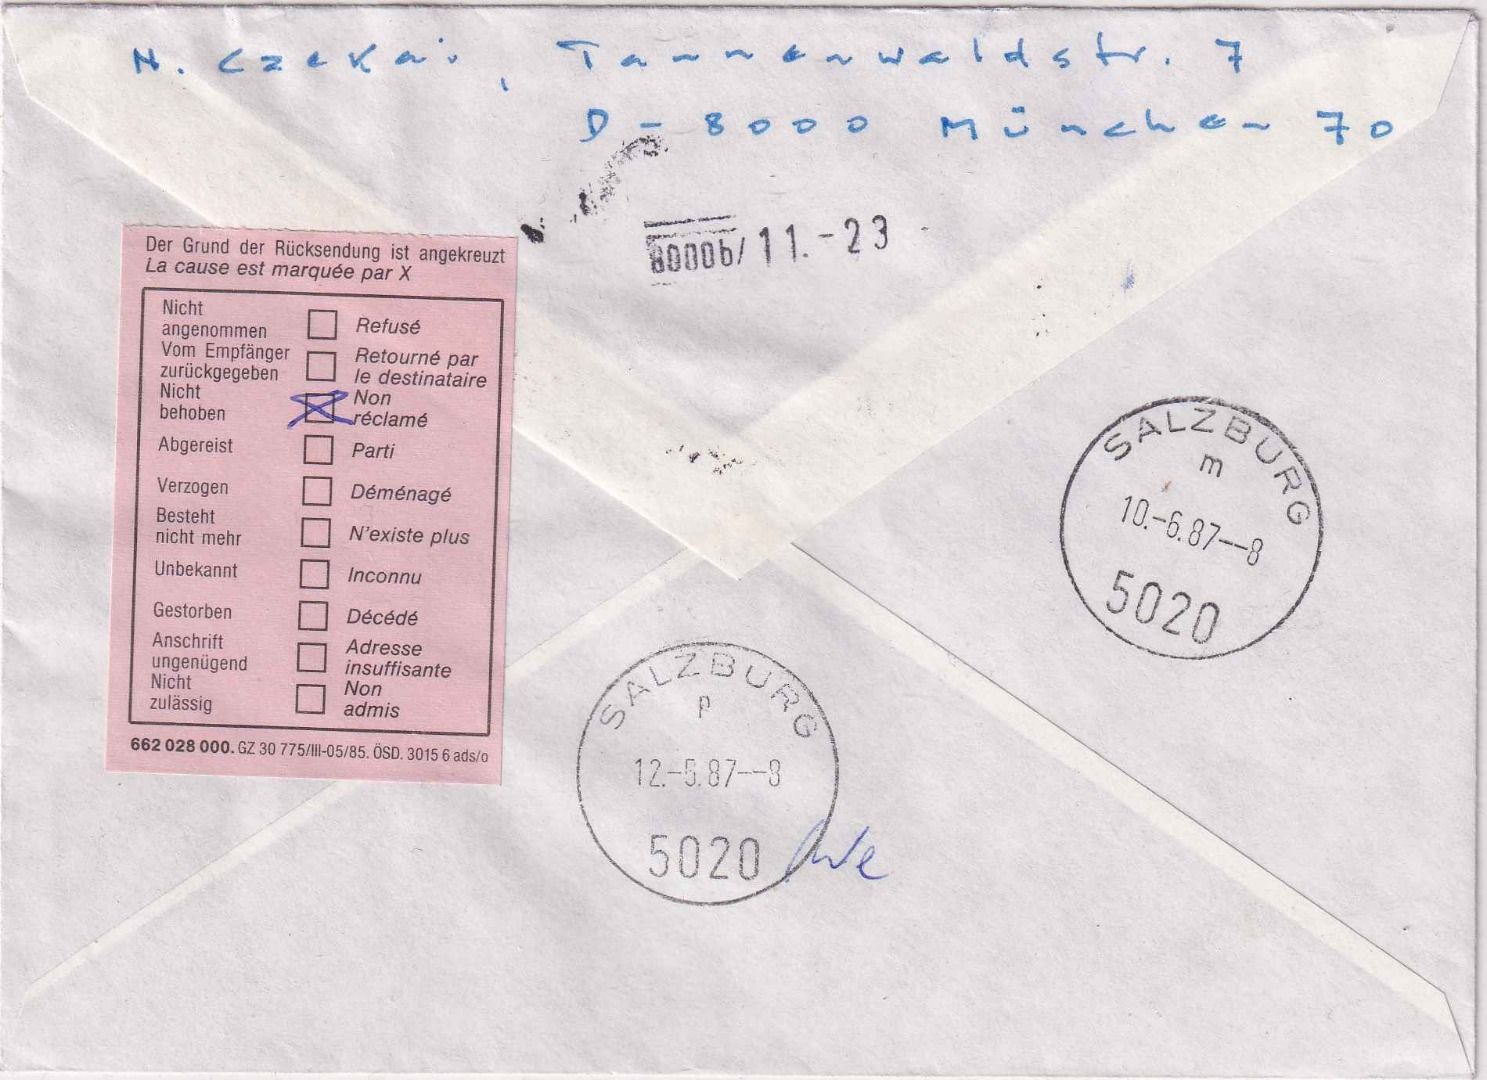 N. Czekai, Tannenwaldstr. 7
D-8000 München 70
8000b/11.-23
Der Grund der Rücksendung ist angekreuzt
La cause est marquée par X
Nicht angenommen Refusé
Vom Empfänger zurückgegeben Retourné par le destinataire
Nicht behoben Non réclamé
Abgereist Parti
Verzogen Déménagé
Besteht nicht mehr N'existe plus
Unbekannt Inconnu
Gestorben Décédé
Anschrift ungenügend Adresse insuffisante
Nicht zulässig Non admis
662 028 000. GZ 30 775/III-05/85. ÖSD. 3015 6 ads/o
SALZBURG
m
10.-6.87--8
5020
SALZBURG
p
12.-5.87--8
5020